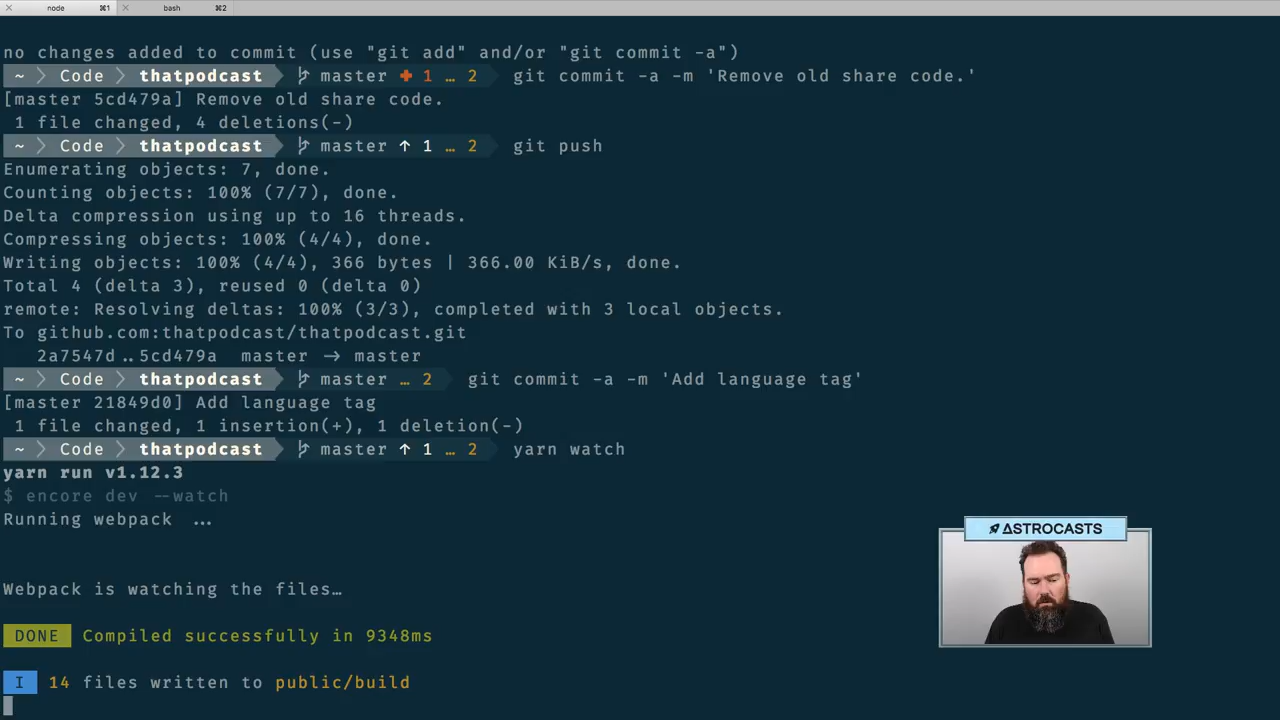 node ⌘1 bash ⌘2
no changes added to commit (use "git add" and/or "git commit -a")
~ Code thatpodcast master ✚ 1 … 2 git commit -a -m 'Remove old share code.'
[master 5cd479a] Remove old share code.
1 file changed, 4 deletions(-)
~ Code thatpodcast master ↑ 1 … 2 git push
Enumerating objects: 7, done.
Counting objects: 100% (7/7), done.
Delta compression using up to 16 threads.
Compressing objects: 100% (4/4), done.
Writing objects: 100% (4/4), 366 bytes | 366.00 KiB/s, done.
Total 4 (delta 3), reused 0 (delta 0)
remote: Resolving deltas: 100% (3/3), completed with 3 local objects.
To github.com:thatpodcast/thatpodcast.git
2a7547d..5cd479a master -> master
~ Code thatpodcast master … 2 git commit -a -m 'Add language tag'
[master 21849d0] Add language tag
1 file changed, 1 insertion(+), 1 deletion(-)
~ Code thatpodcast master ↑ 1 … 2 yarn watch
yarn run v1.12.3
$ encore dev --watch
Running webpack ...
Webpack is watching the files…
DONE Compiled successfully in 9348ms
I 14 files written to public/build
ASTROCASTS